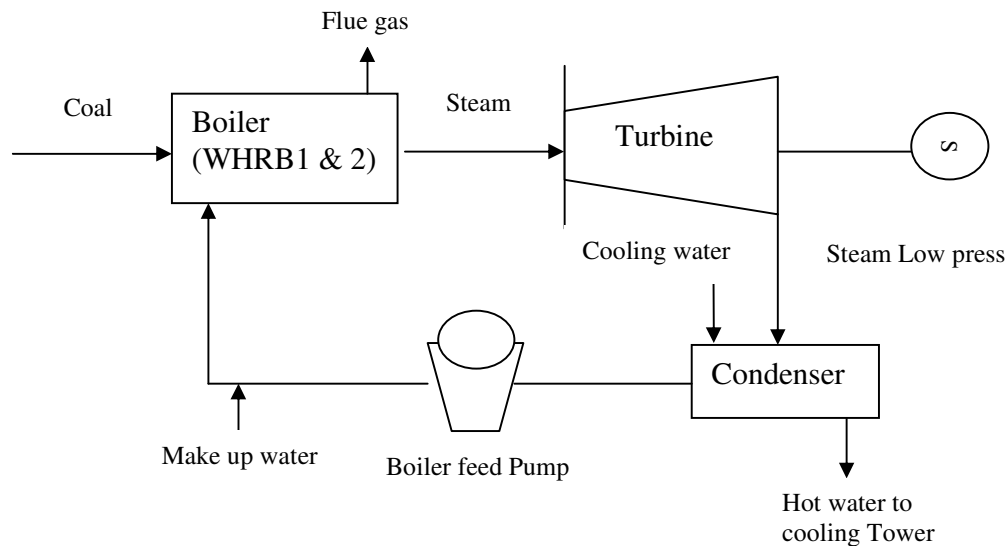 Flue gas
Coal
Steam
Boiler
(WHRB1 & 2)
Turbine
S
Cooling water
Steam Low press
Condenser
Make up water
Boiler feed Pump
Hot water to
cooling Tower